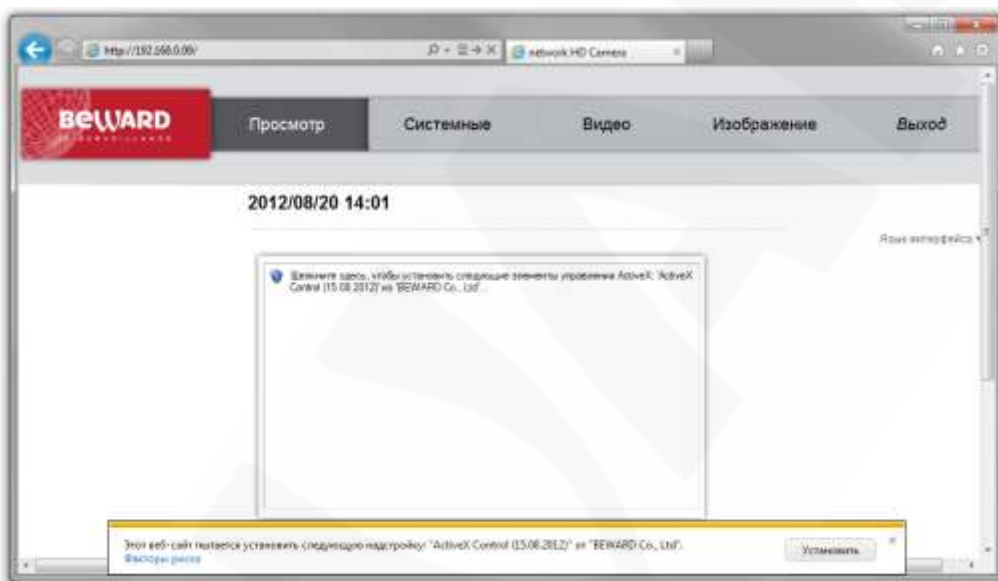 http://192.168.0.99/
network HD Camera
BEWARD
Просмотр
Системные
Видео
Изображение
Выход
2012/08/20 14:01
Язык интерфейса
Щелкните здесь, чтобы установить следующие элементы управления ActiveX: 'ActiveX
Control (15.08.2012)' из 'BEWARD Co., Ltd'.
Этот веб-сайт пытается установить следующую надстройку: "ActiveX Control (15.08.2012)" от "BEWARD Co., Ltd".
Факторы риска
Установить